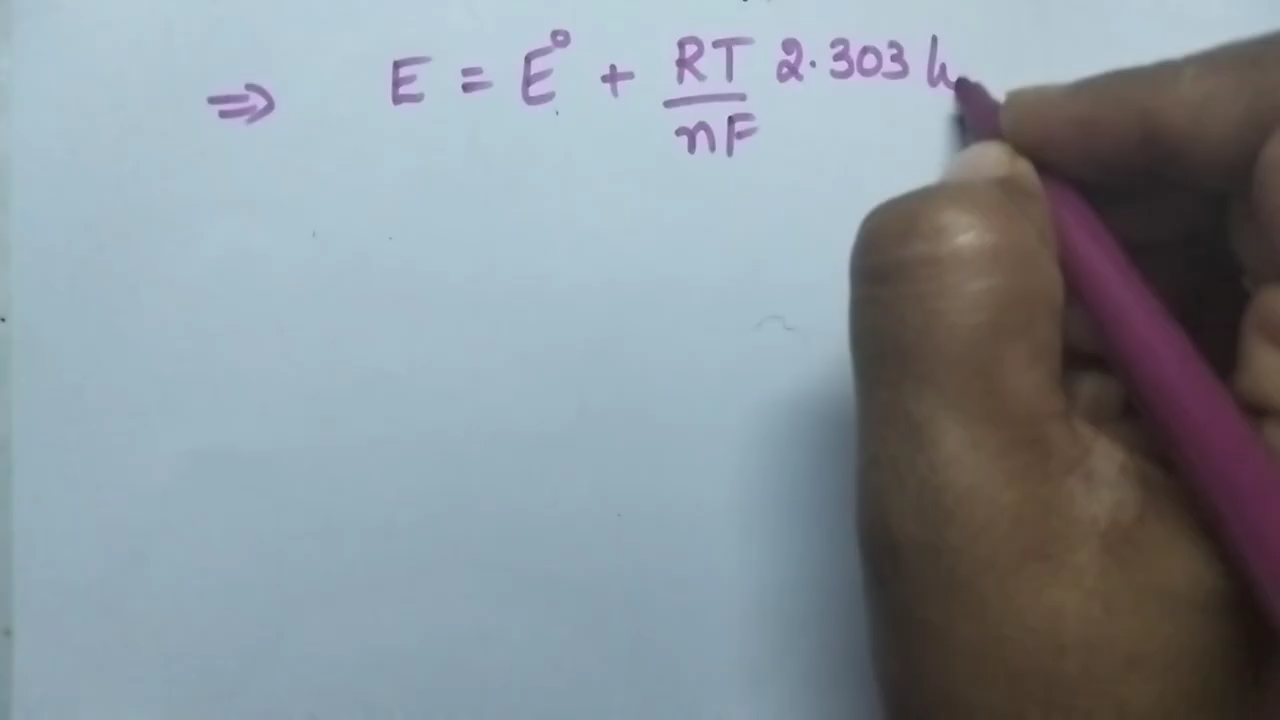 ⇒ E = E° + RT/nF 2.303